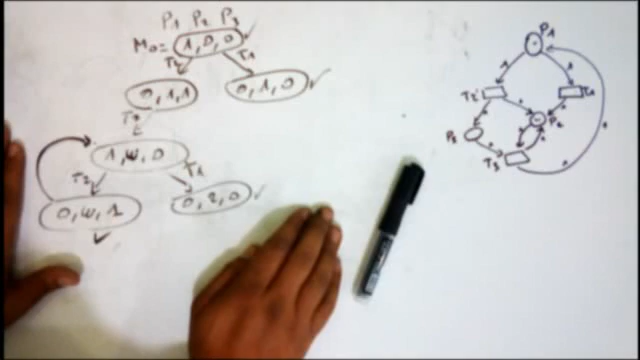 P1 P2 P3
M0= 1, 0, 0
T2 T1
0, 1, 1
0, 1, 0
1, W, 0
T2 T1
0, W, 1
0, 2, 0
P1
T2 T1
P2
P3
T3